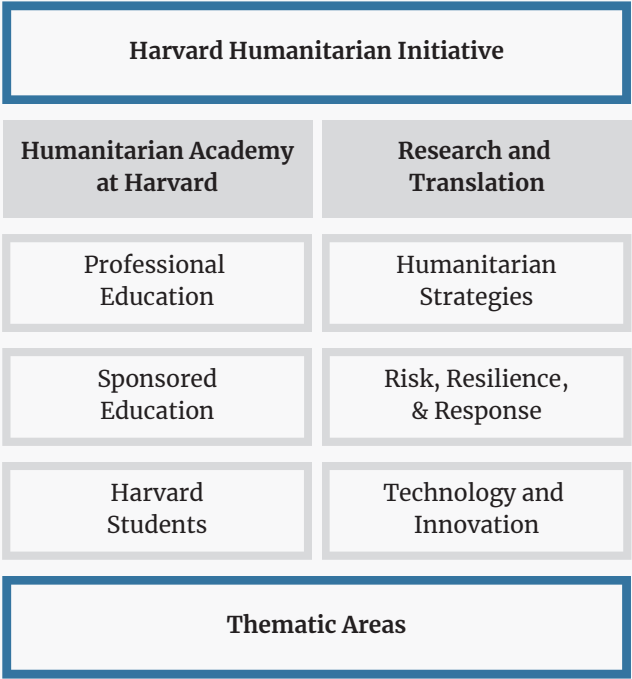 Harvard Humanitarian Initiative
Humanitarian Academy
at Harvard
Research and
Translation
Professional
Education
Humanitarian
Strategies
Sponsored
Education
Risk, Resilience,
& Response
Harvard
Students
Technology and
Innovation
Thematic Areas